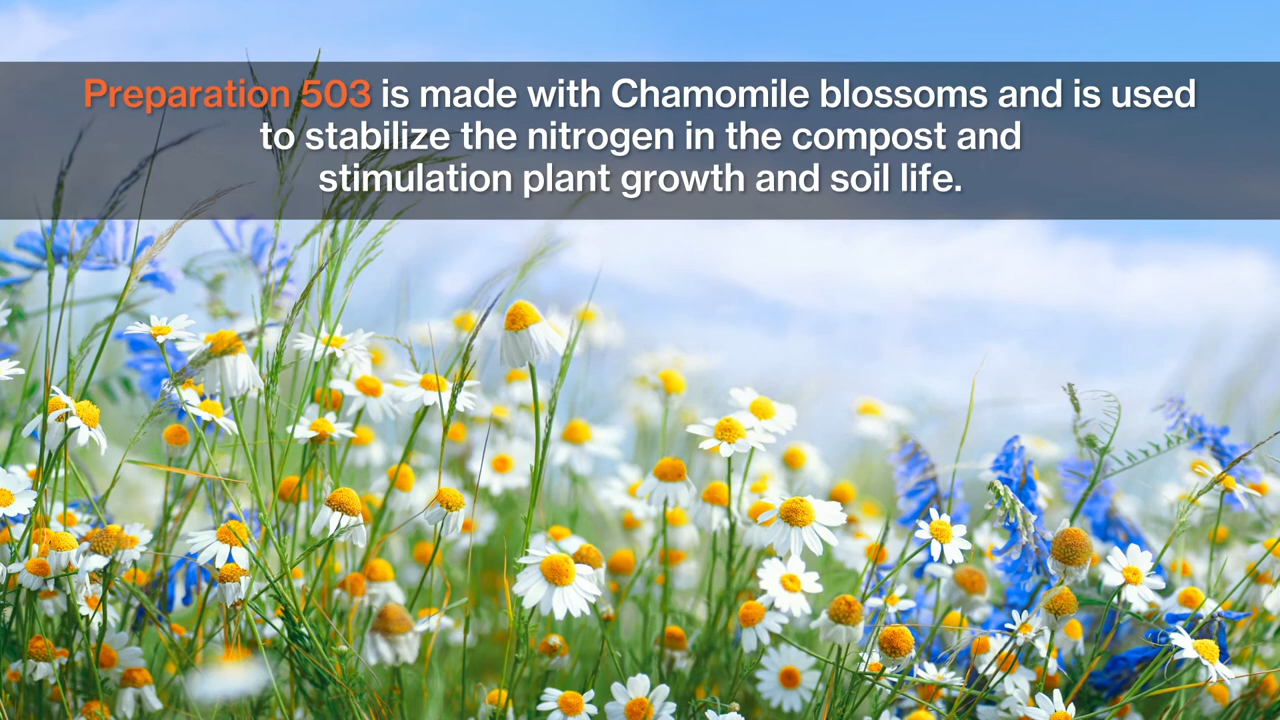 Preparation 503 is made with Chamomile blossoms and is used
to stabilize the nitrogen in the compost and
stimulation plant growth and soil life.